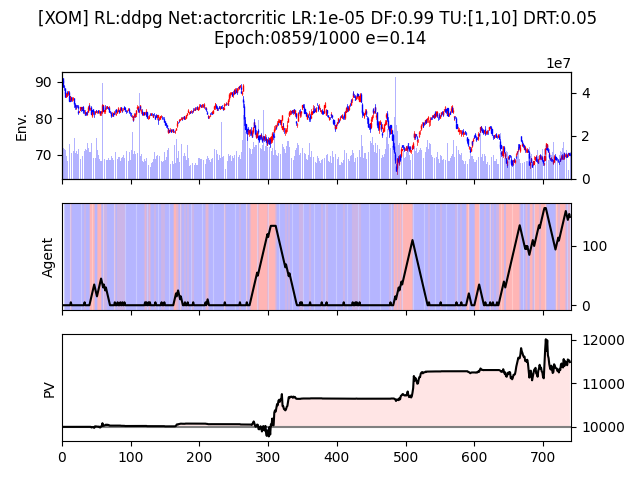 [XOM] RL:ddpg Net:actorcritic LR:1e-05 DF:0.99 TU:[1,10] DRT:0.05
Epoch:0859/1000 e=0.14
1e7
Env.
90
80
70
4
2
0
Agent
100
0
PV
12000
11000
10000
0 100 200 300 400 500 600 700